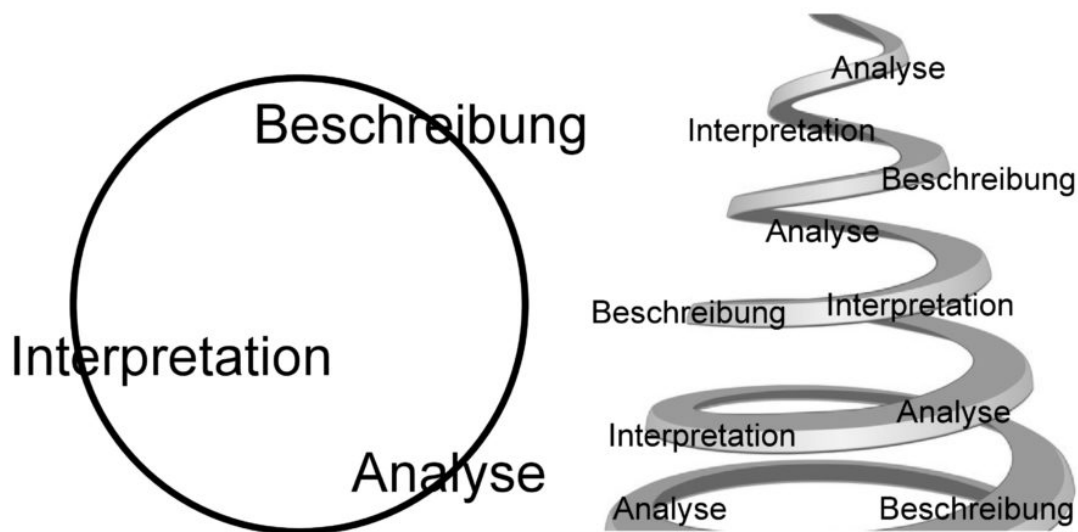 Beschreibung
Interpretation
Analyse
Analyse
Interpretation
Beschreibung
Analyse
Beschreibung Interpretation
Analyse
Interpretation
Analyse Beschreibung